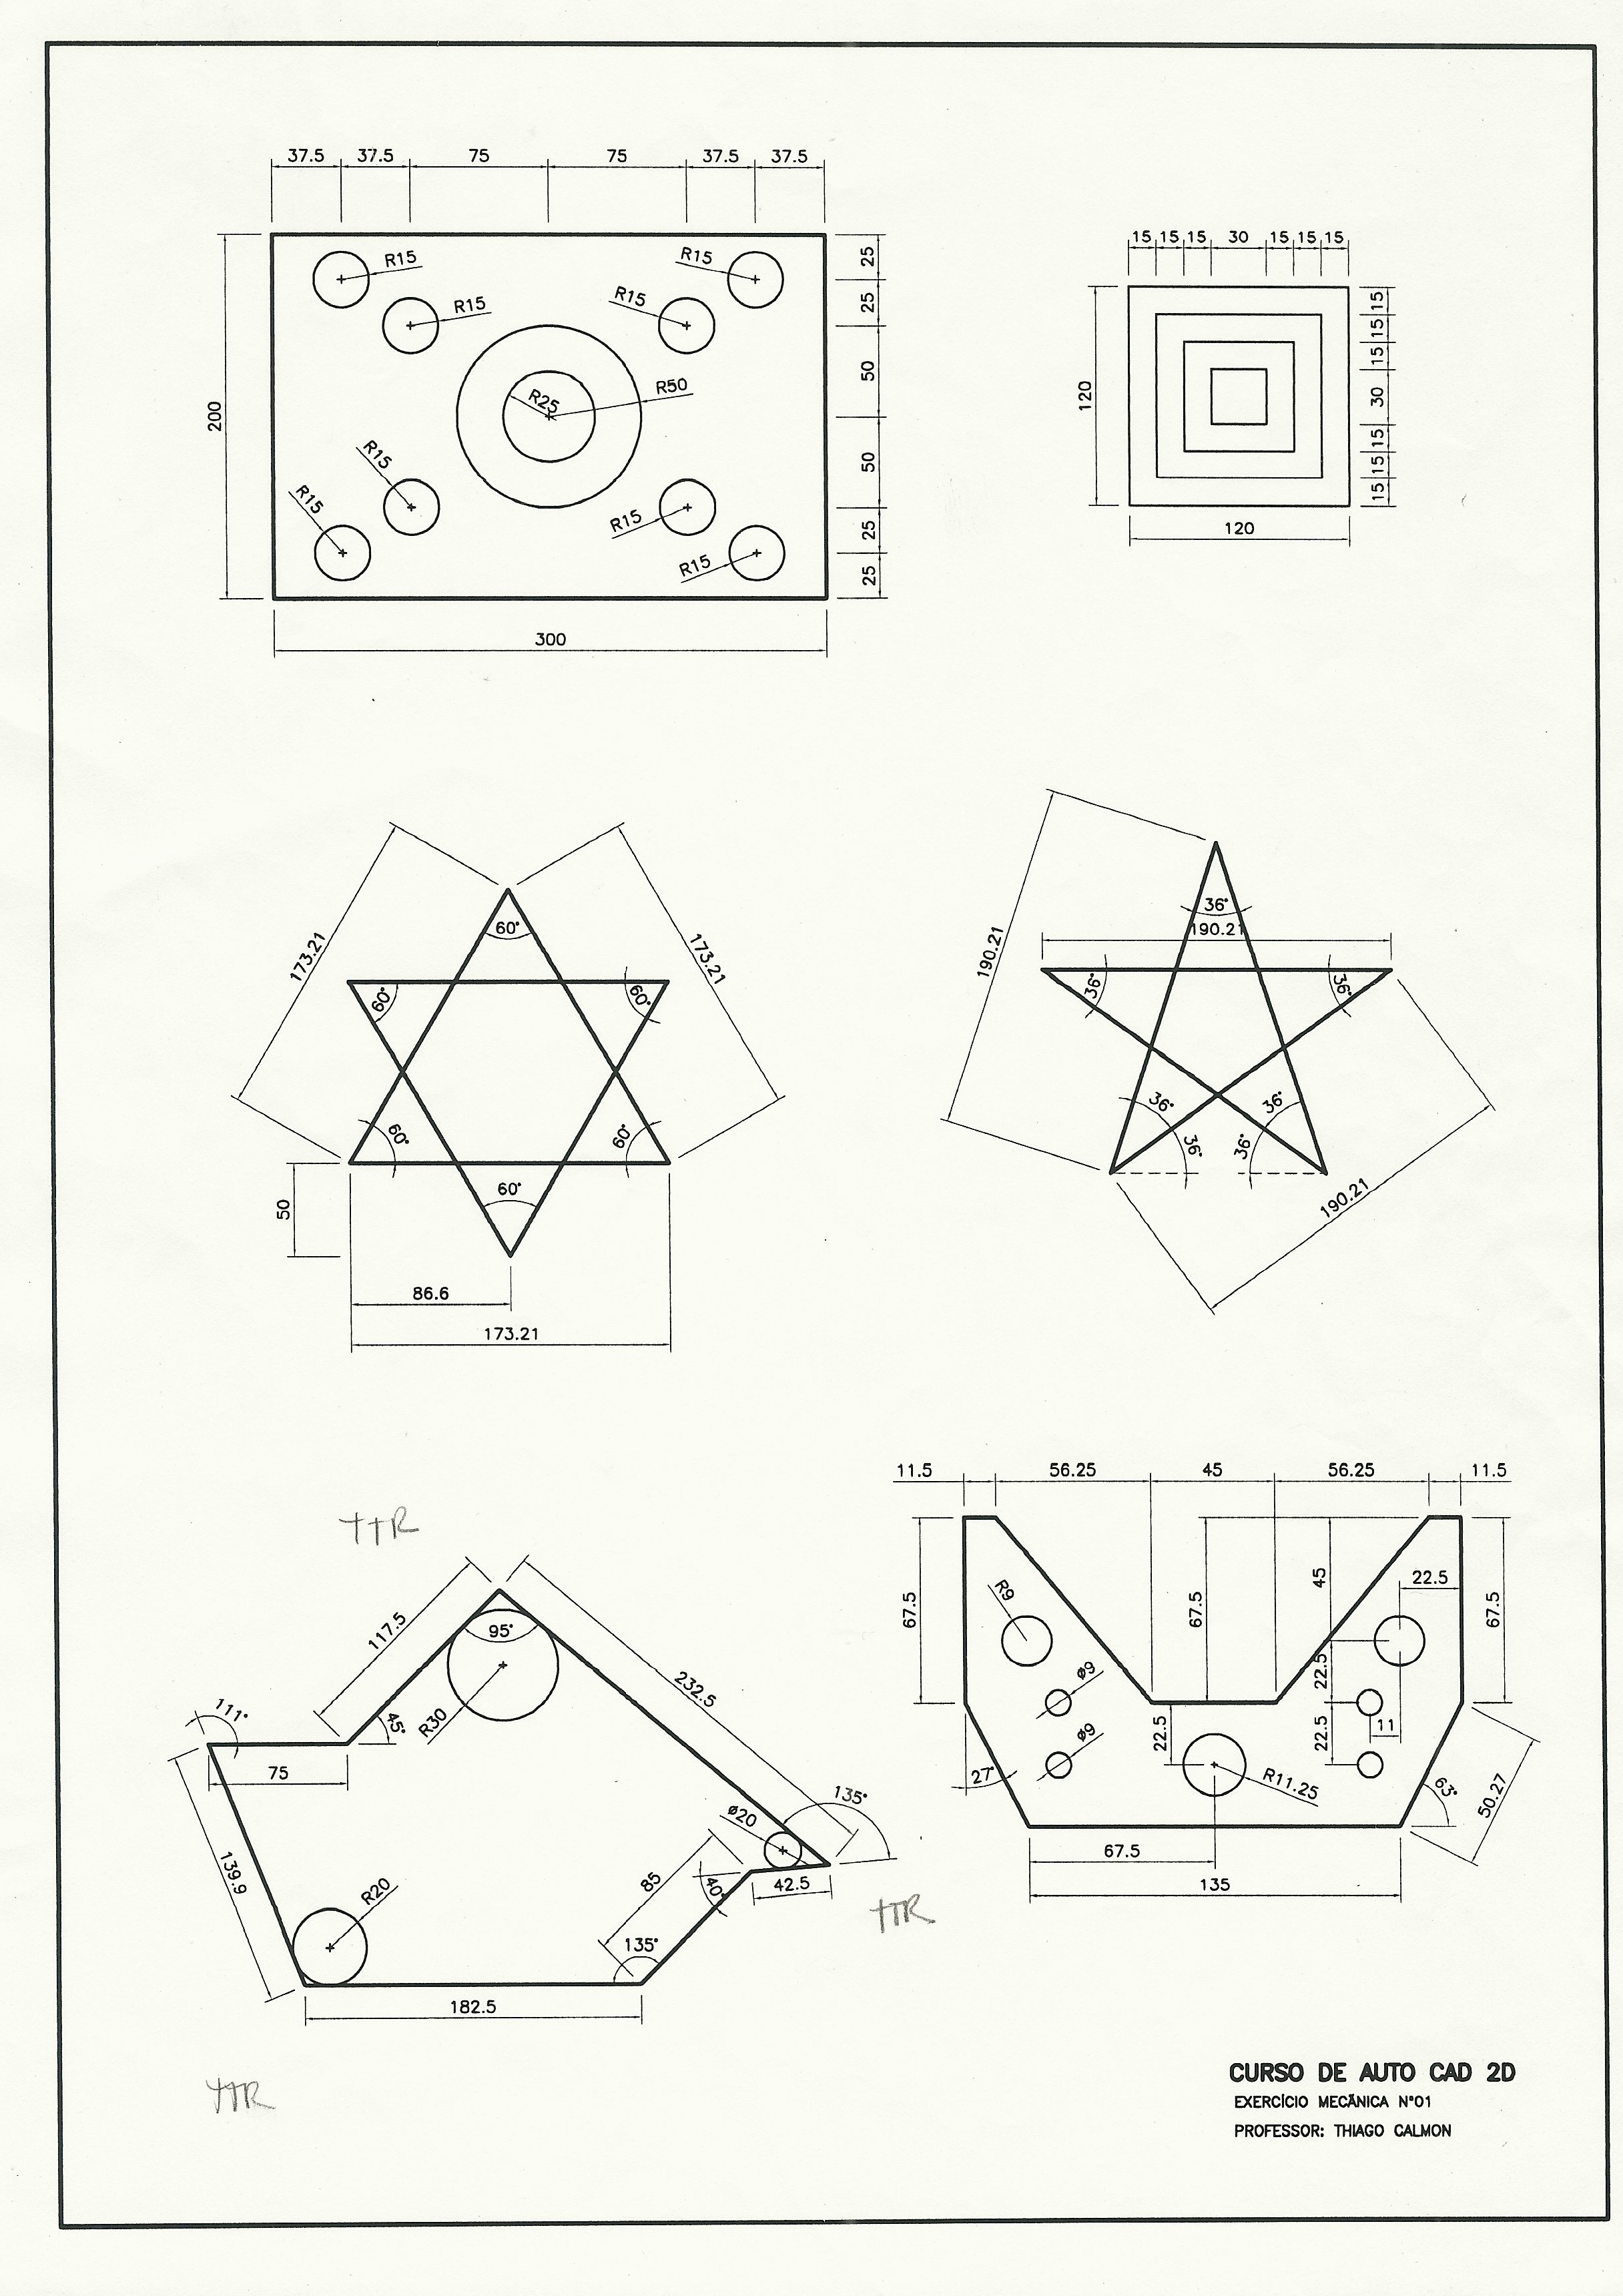 37.5 37.5 75 75 37.5 37.5
R15 R15
R15 R15
R25 R50
R15 R15
R15 R15
200
25
25
50
50
25
25
300
15 15 15 30 15 15 15
120
15
15
15
30
15
15
15
120
173.21 173.21
60°
60° 60°
60° 60°
60°
50
86.6
173.21
190.21
36°
190.21
36° 36°
36° 36°
36° 36°
190.21
TTR
117.5
95°
232.5
111°
45°
R30
75
135°
ø20
139.9
R20
85
40°
42.5
135°
TTR
182.5
TTR
11.5 56.25 45 56.25 11.5
67.5
67.5
45
22.5
67.5
R9
22.5
ø9
ø9
22.5
22.5
11
27°
R11.25
63°
50.27
67.5
135
CURSO DE AUTO CAD 2D
EXERCÍCIO MECÂNICA N°01
PROFESSOR: THIAGO CALMON